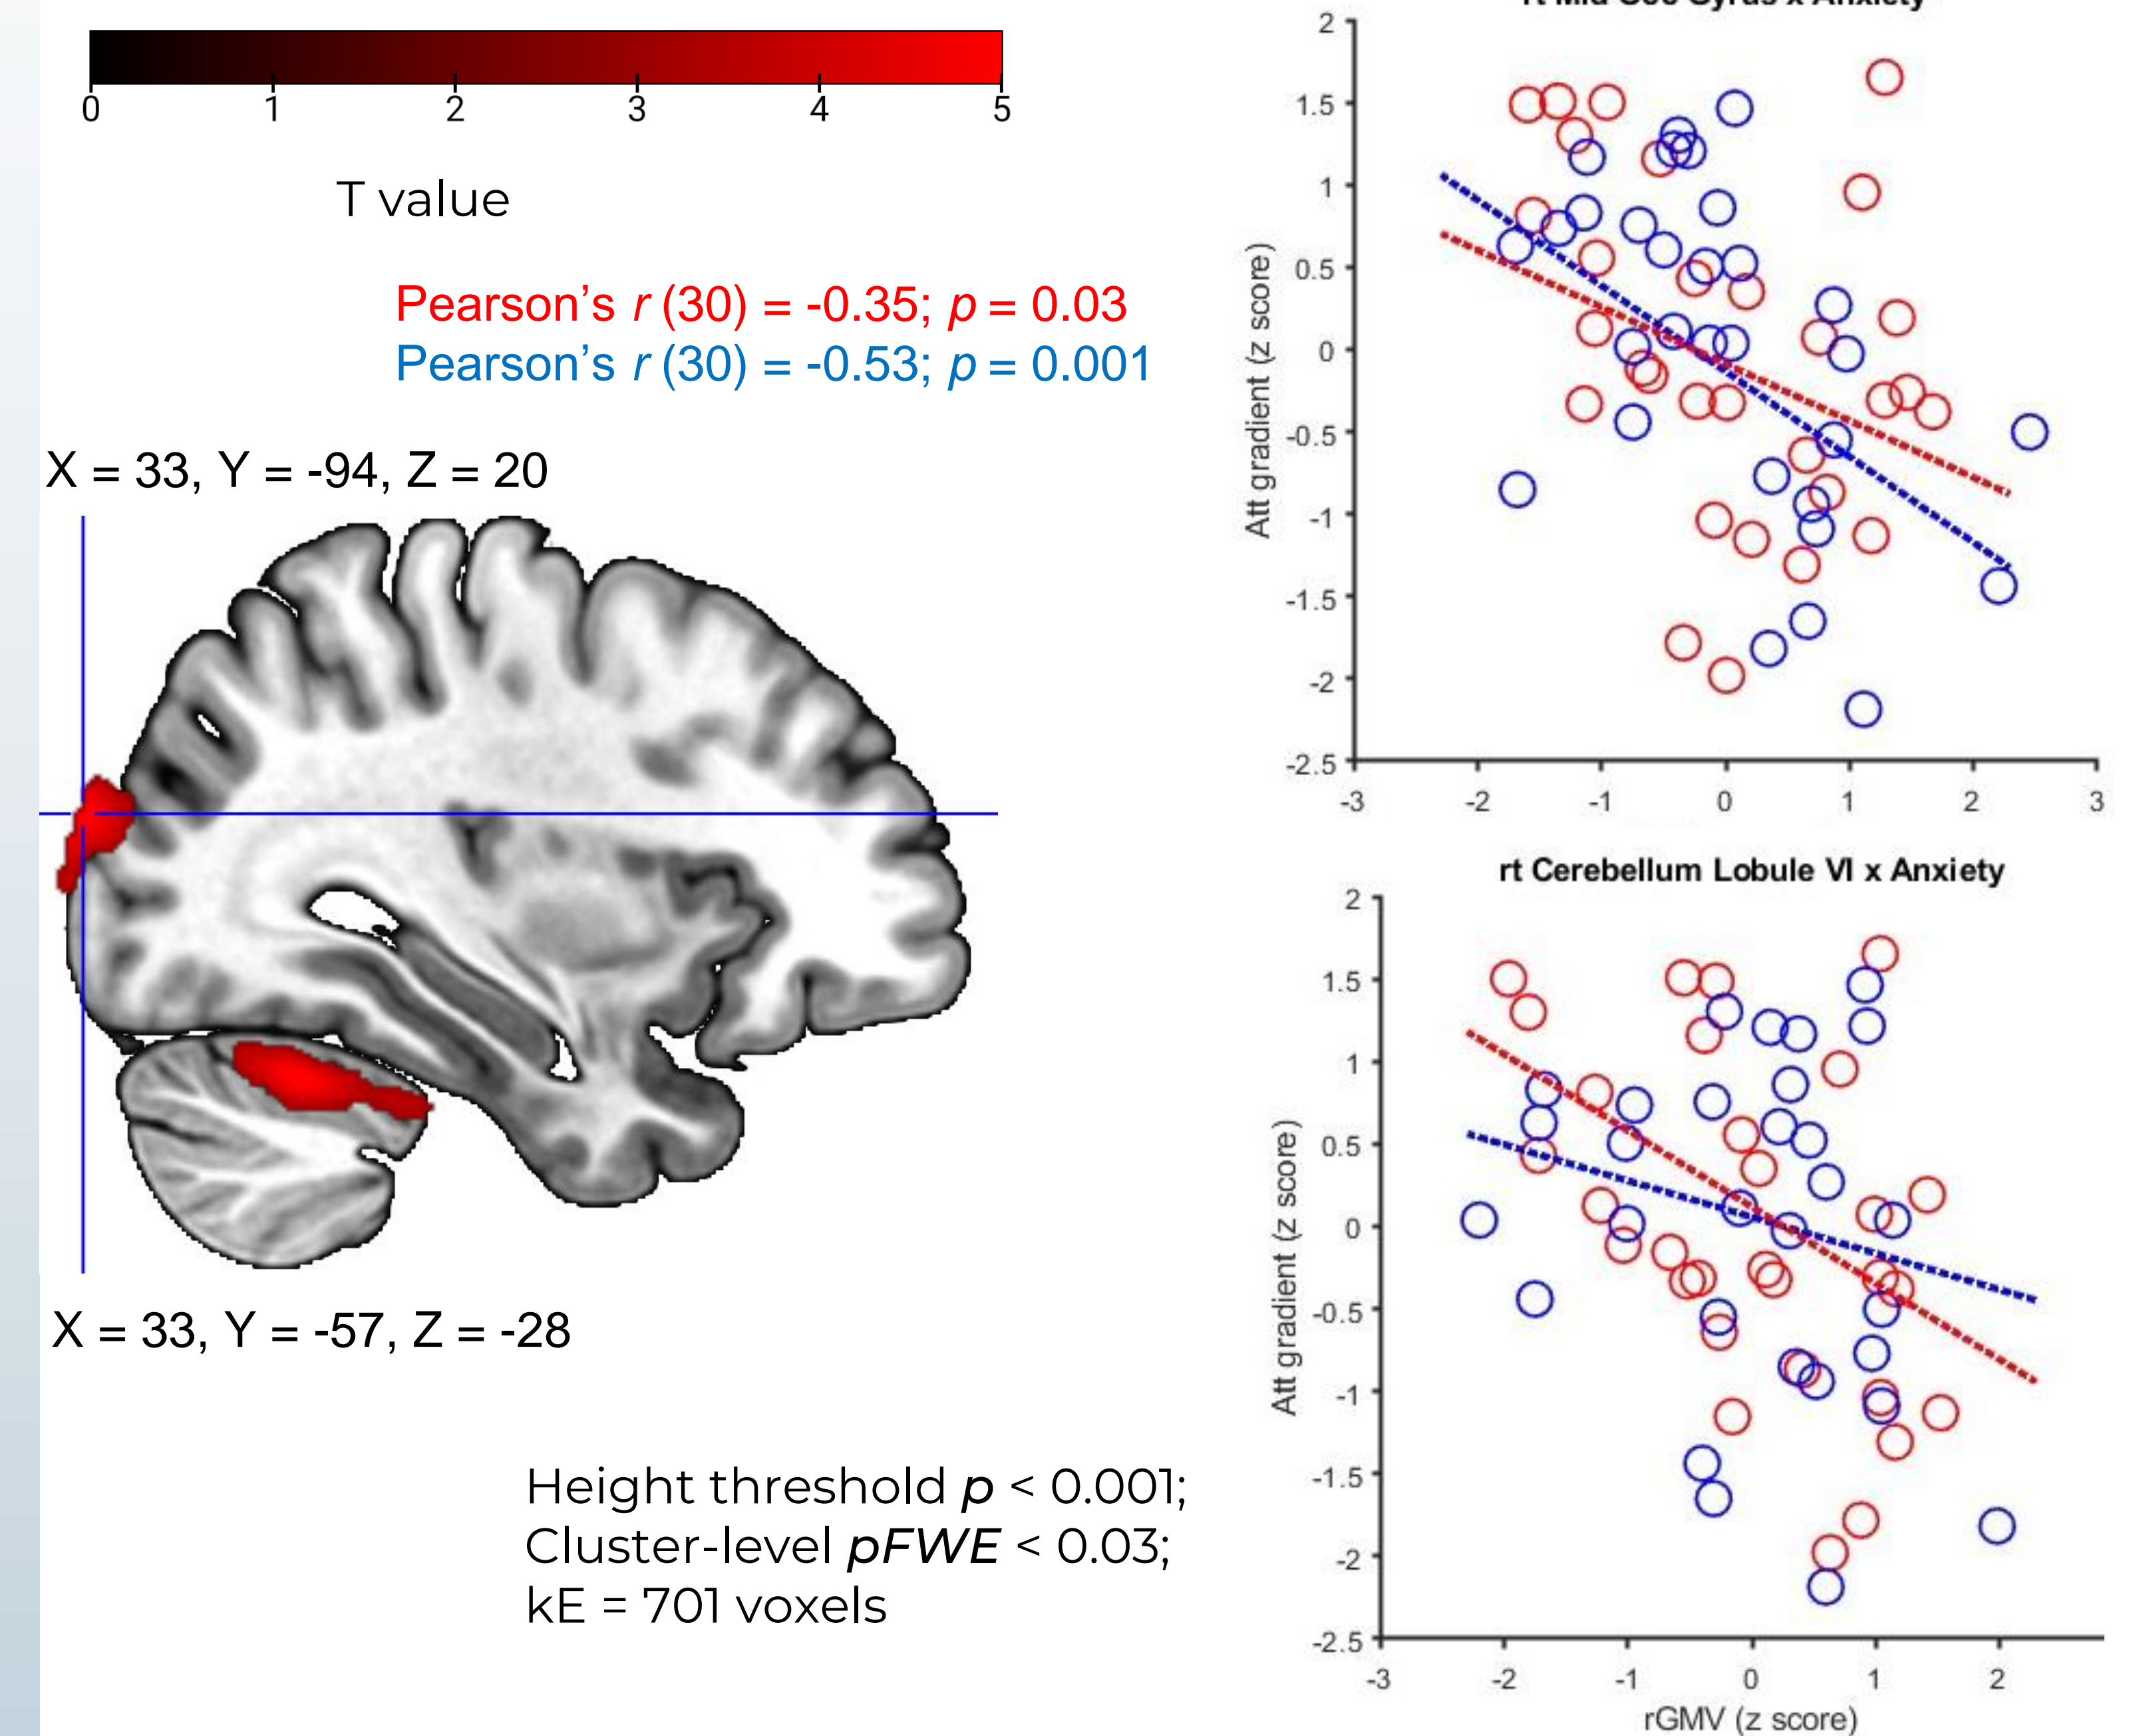 0 1 2 3 4 5
T value
Pearson's r (30) = -0.35; p = 0.03
Pearson's r (30) = -0.53; p = 0.001
X = 33, Y = -94, Z = 20
X = 33, Y = -57, Z = -28
Height threshold p < 0.001;
Cluster-level pFWE < 0.03;
kE = 701 voxels
Gyrus x Anxiety
Att gradient (z score)
2
1.5
1
0.5
0
-0.5
-1
-1.5
-2
-2.5
-3 -2 -1 0 1 2 3
rt Cerebellum Lobule VI x Anxiety
Att gradient (z score)
2
1.5
1
0.5
0
-0.5
-1
-1.5
-2
-2.5
-3 -2 -1 0 1 2
rGMV (z score)